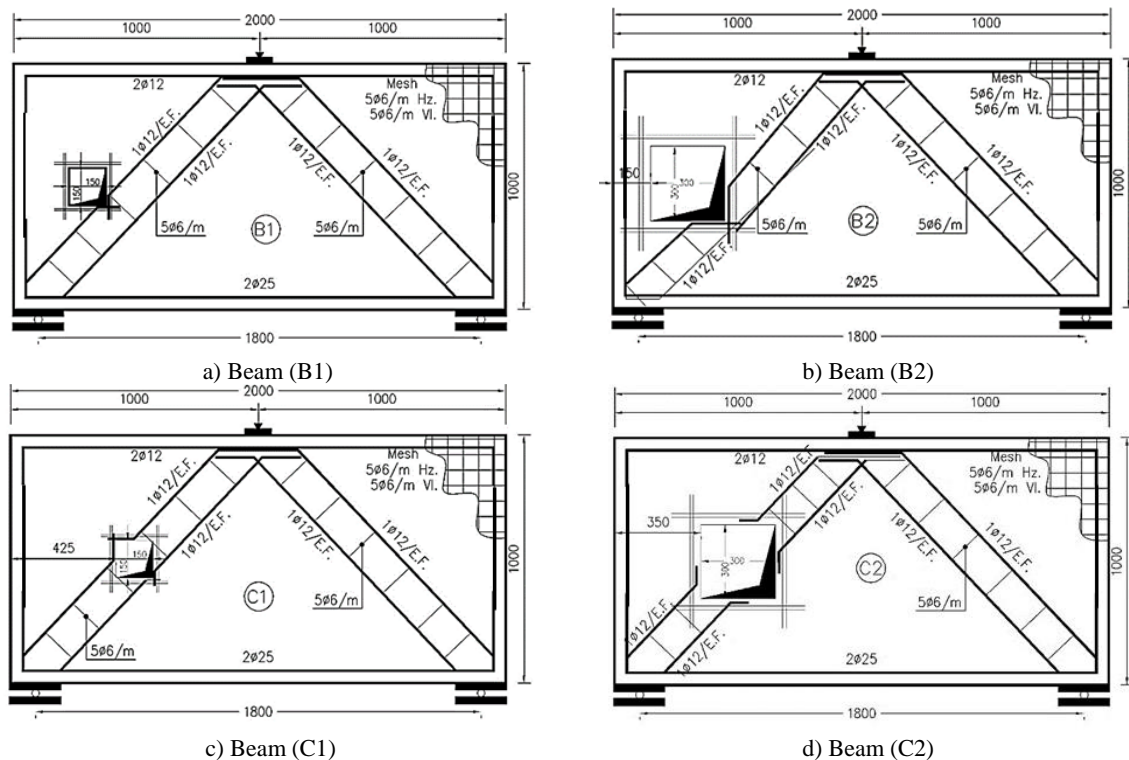 2000
1000 1000
2ø12
Mesh
5ø6/m Hz.
5ø6/m Vl.
1ø12/E.F.
1ø12/E.F.
1ø12/E.F.
1ø12/E.F.
150
150
1000
5ø6/m
5ø6/m
B1
2ø25
1800
a) Beam (B1)
2000
1000 1000
2ø12
Mesh
5ø6/m Hz.
5ø6/m Vl.
1ø12/E.F.
1ø12/E.F.
1ø12/E.F.
1ø12/E.F.
150
300
300
1000
5ø6/m
5ø6/m
B2
1ø12/E.F.
2ø25
1800
b) Beam (B2)
2000
1000 1000
2ø12
Mesh
5ø6/m Hz.
5ø6/m Vl.
1ø12/E.F.
1ø12/E.F.
1ø12/E.F.
1ø12/E.F.
425
150
150
1000
5ø6/m
C1
5ø6/m
2ø25
1800
c) Beam (C1)
2000
1000 1000
2ø12
Mesh
5ø6/m Hz.
5ø6/m Vl.
1ø12/E.F.
1ø12/E.F.
1ø12/E.F.
1ø12/E.F.
350
300
300
1000
C2
5ø6/m
1ø12/E.F.
1ø12/E.F.
2ø25
1800
d) Beam (C2)